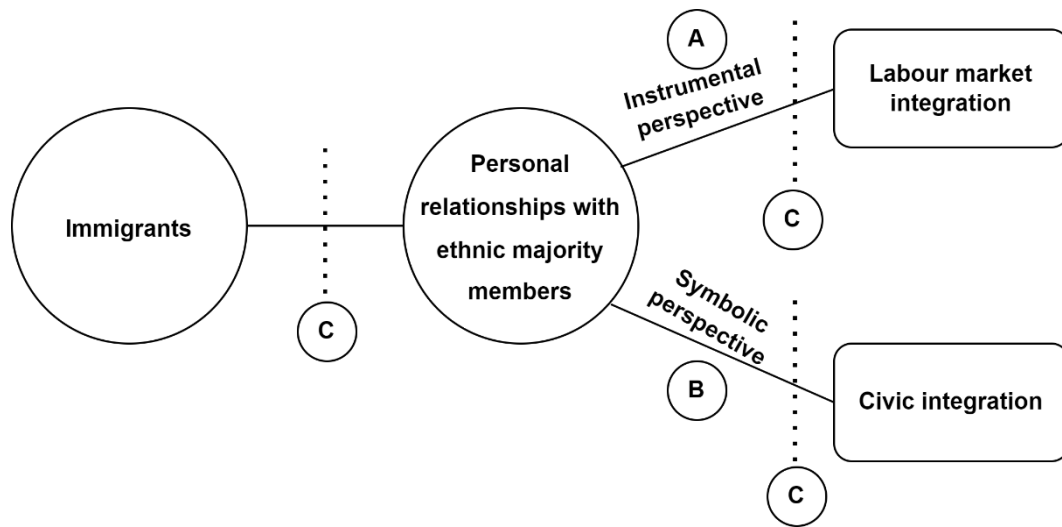 Immigrants
C
Personal
relationships with
ethnic majority
members
A
Instrumental
perspective
C
Labour market
integration
Symbolic
perspective
B
C
Civic integration